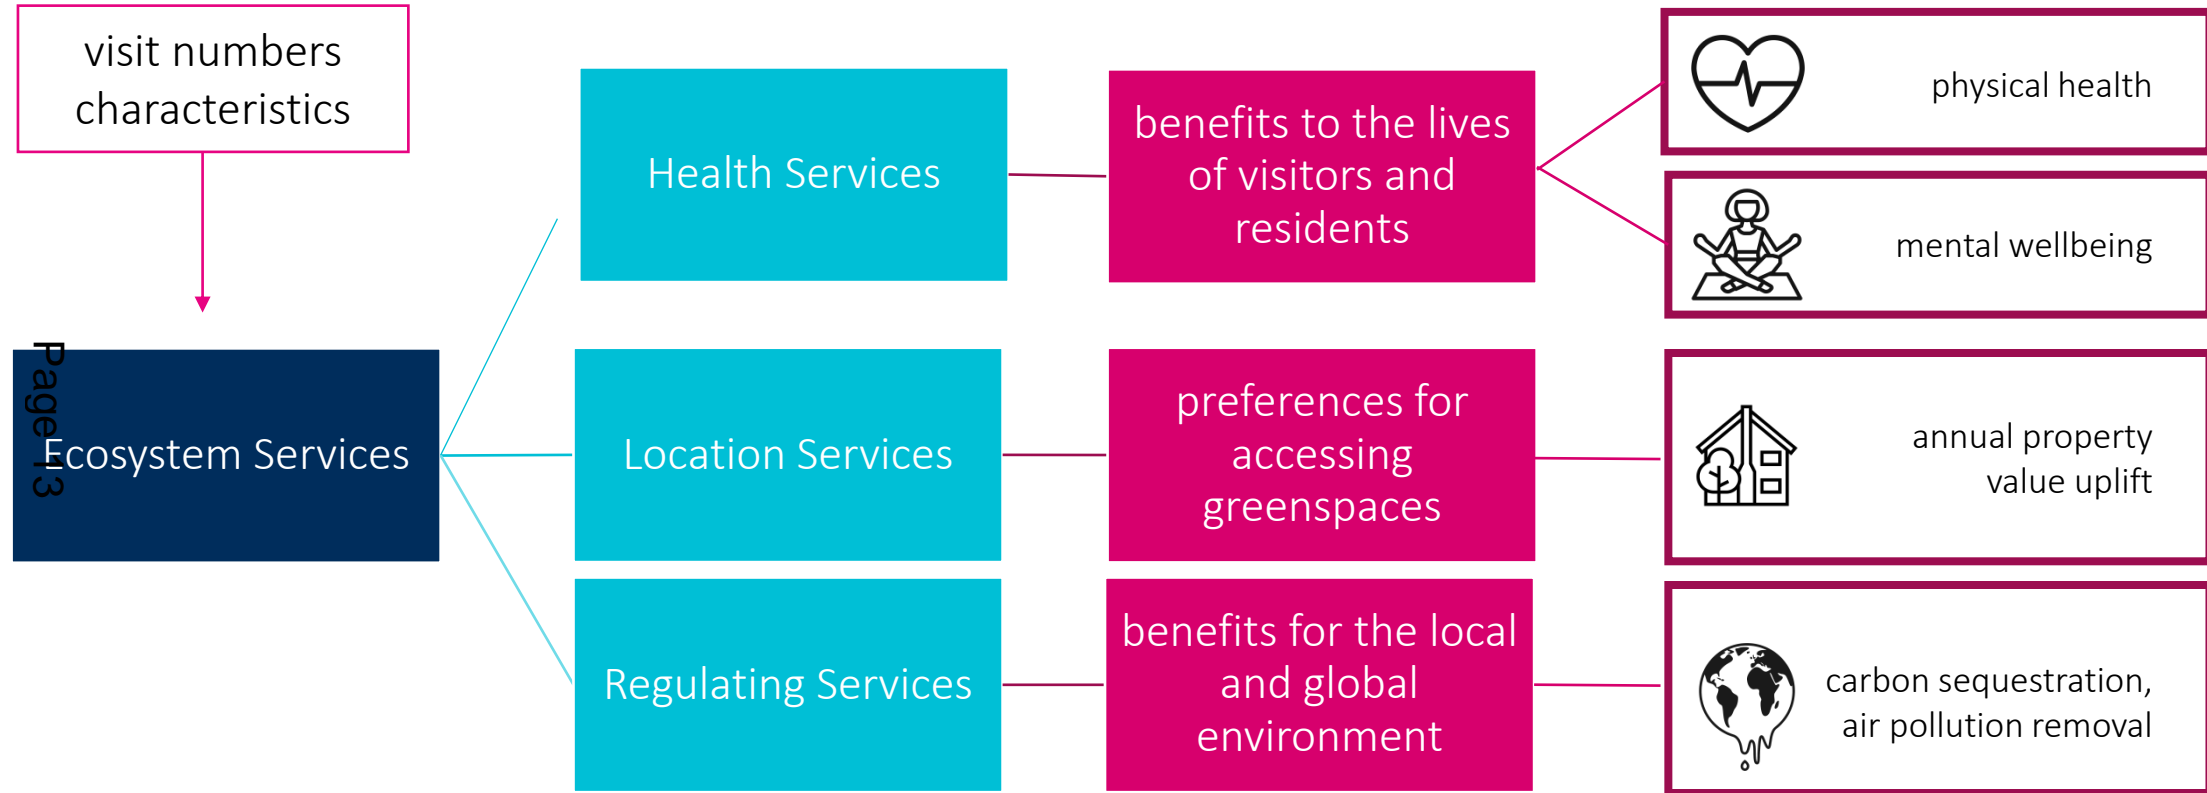 visit numbers
characteristics
Health Services
benefits to the lives
of visitors and
residents
physical health
mental wellbeing
Page 13
Ecosystem Services
Location Services
preferences for
accessing
greenspaces
annual property
value uplift
Regulating Services
benefits for the local
and global
environment
carbon sequestration,
air pollution removal